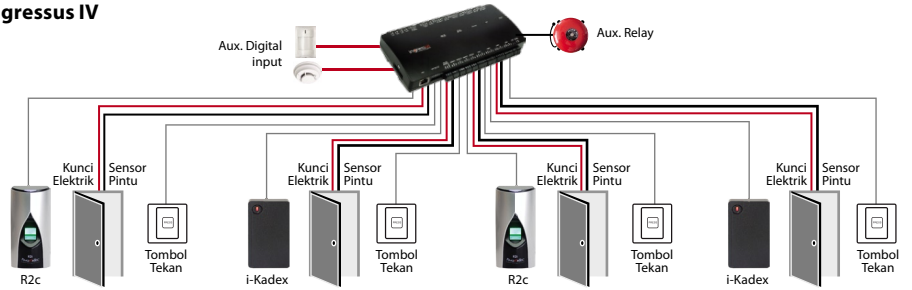 gressus IV
Aux. Digital
input
Aux. Relay
Kunci
Elektrik
Sensor
Pintu
Kunci
Elektrik
Sensor
Pintu
Kunci
Elektrik
Sensor
Pintu
Kunci
Elektrik
Sensor
Pintu
R2c
Tombol
Tekan
i-Kadex
Tombol
Tekan
R2c
Tombol
Tekan
i-Kadex
Tombol
Tekan